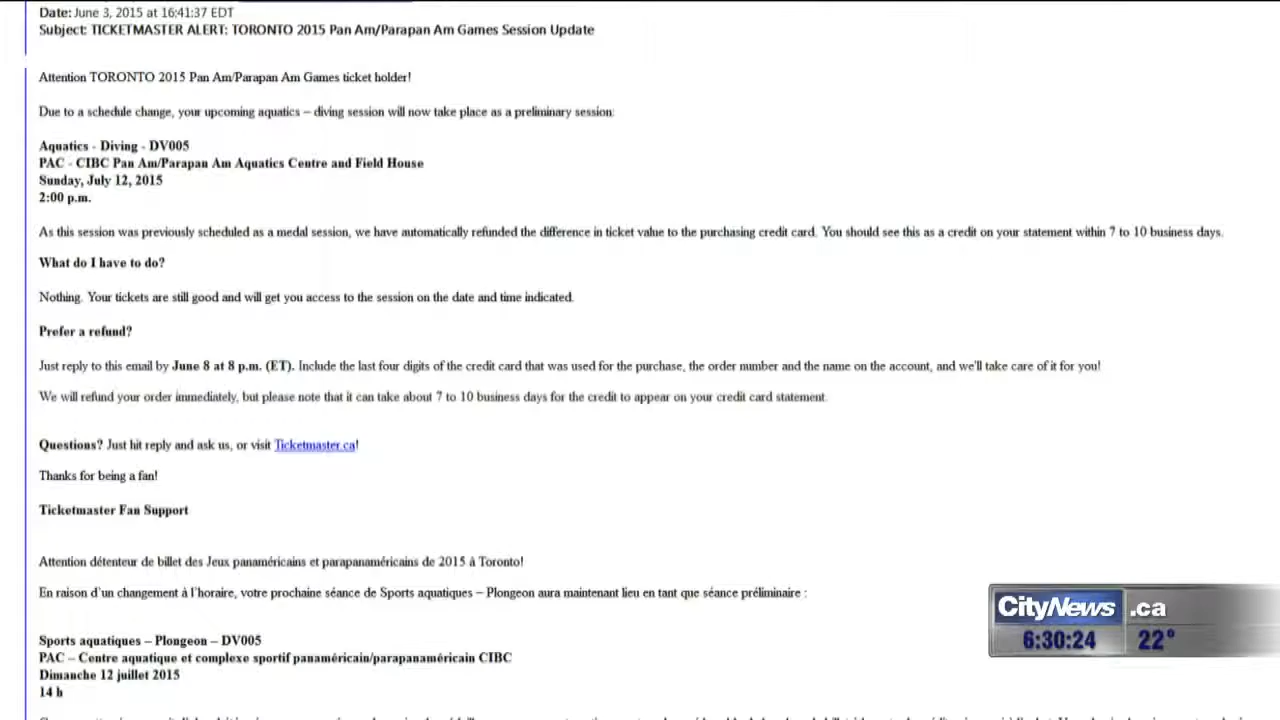 Date: June 3, 2015 at 16:41:37 EDT
Subject: TICKETMASTER ALERT: TORONTO 2015 Pan Am/Parapan Am Games Session Update
Attention TORONTO 2015 Pan Am/Parapan Am Games ticket holder!
Due to a schedule change, your upcoming aquatics – diving session will now take place as a preliminary session:
Aquatics - Diving - DV005
PAC - CIBC Pan Am/Parapan Am Aquatics Centre and Field House
Sunday, July 12, 2015
2:00 p.m.
As this session was previously scheduled as a medal session, we have automatically refunded the difference in ticket value to the purchasing credit card. You should see this as a credit on your statement within 7 to 10 business days.
What do I have to do?
Nothing. Your tickets are still good and will get you access to the session on the date and time indicated.
Prefer a refund?
Just reply to this email by June 8 at 8 p.m. (ET). Include the last four digits of the credit card that was used for the purchase, the order number and the name on the account, and we'll take care of it for you!
We will refund your order immediately, but please note that it can take about 7 to 10 business days for the credit to appear on your credit card statement.
Questions? Just hit reply and ask us, or visit Ticketmaster.ca!
Thanks for being a fan!
Ticketmaster Fan Support
Attention détenteur de billet des Jeux panaméricains et parapanaméricains de 2015 à Toronto!
En raison d'un changement à l'horaire, votre prochaine séance de Sports aquatiques – Plongeon aura maintenant lieu en tant que séance préliminaire :
Sports aquatiques – Plongeon – DV005
PAC – Centre aquatique et complexe sportif panaméricain/parapanaméricain CIBC
Dimanche 12 juillet 2015
14 h
CityNews .ca
6:30:24 22°